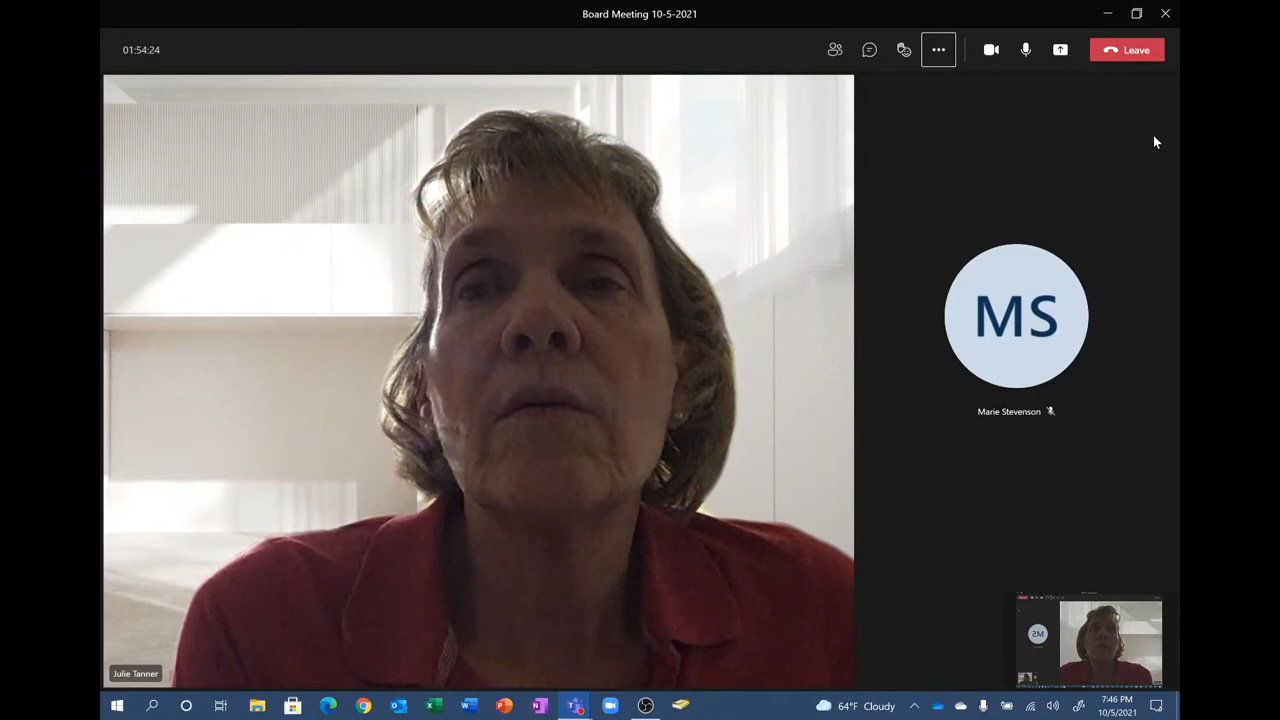 Board Meeting 10-5-2021
01:54:24
Leave
MS
Marie Stevenson
Julie Tanner
MS
64°F Cloudy
7:46 PM
10/5/2021